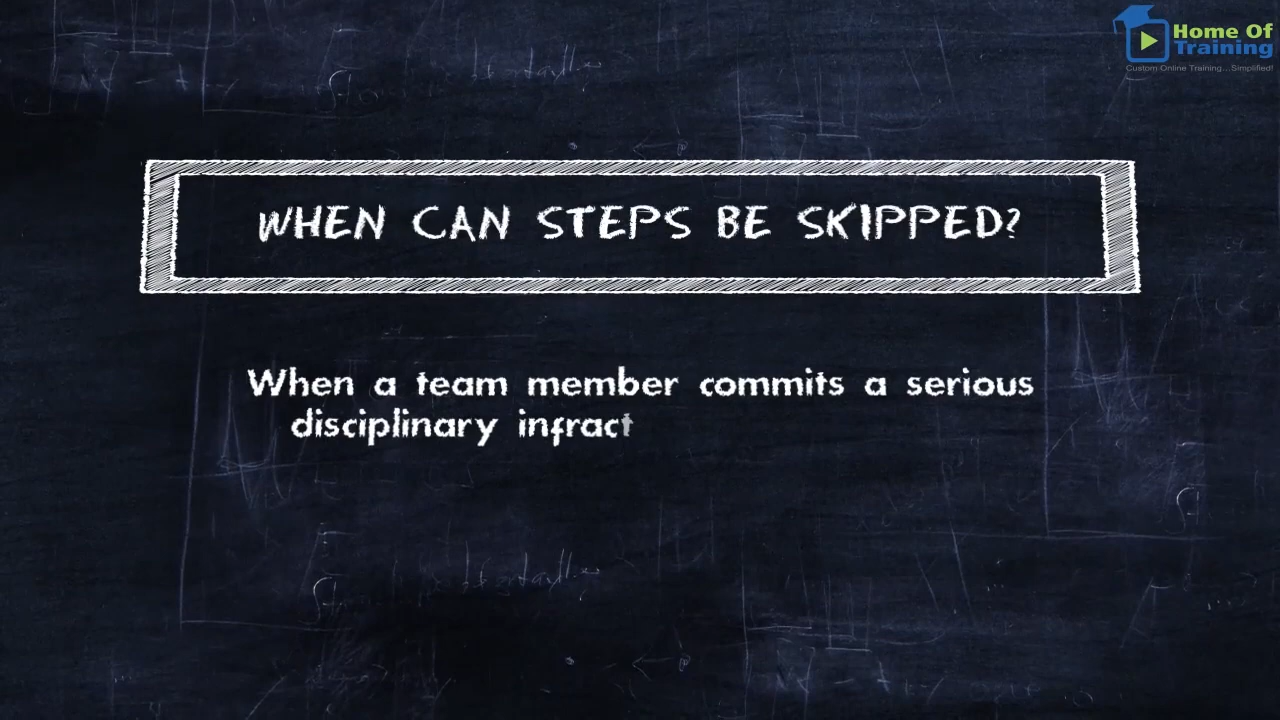 Home Of
Training
Custom Online Training...Simplified!
WHEN CAN STEPS BE SKIPPED?
When a team member commits a serious
disciplinary infract